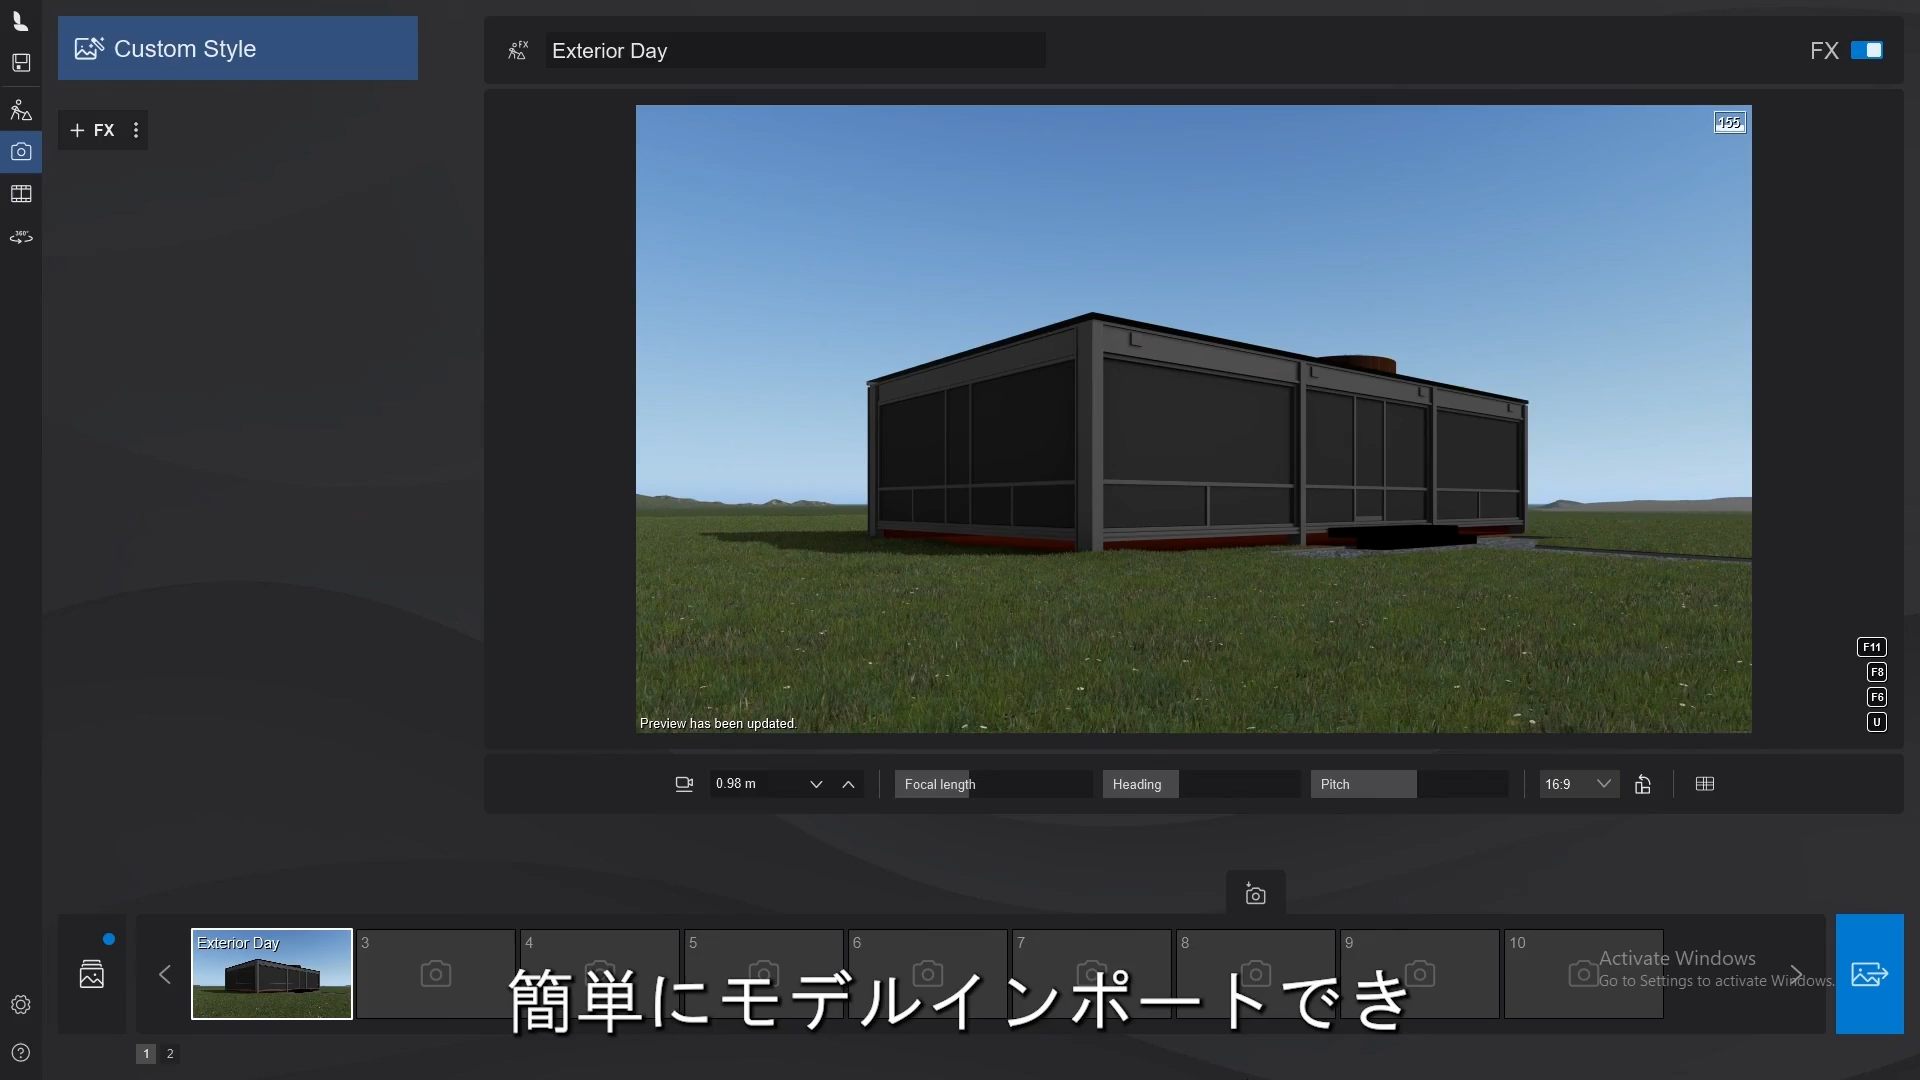 Custom Style
FX
Exterior Day
FX
+ FX
155
Preview has been updated.
F11
F8
F6
U
0.98 m
Focal length
Heading
Pitch
16:9
360°
Exterior Day
3
4
5
6
7
8
9
10
Activate Windows
Go to Settings to activate Windows.
簡単にモデルインポートでき
1
2